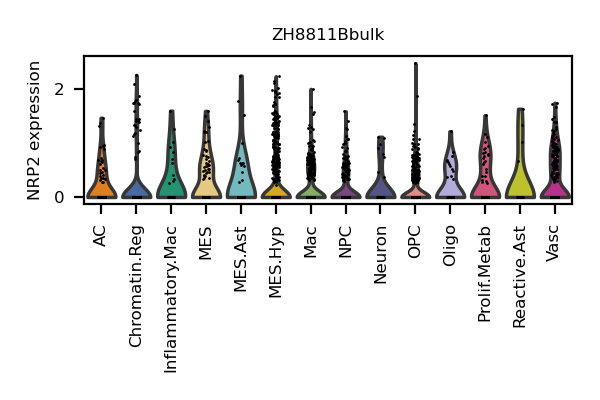 ZH8811Bbulk
NRP2 expression
2
0
AC
Chromatin.Reg
Inflammatory.Mac
MES
MES.Ast
MES.Hyp
Mac
NPC
Neuron
OPC
Oligo
Prolif.Metab
Reactive.Ast
Vasc